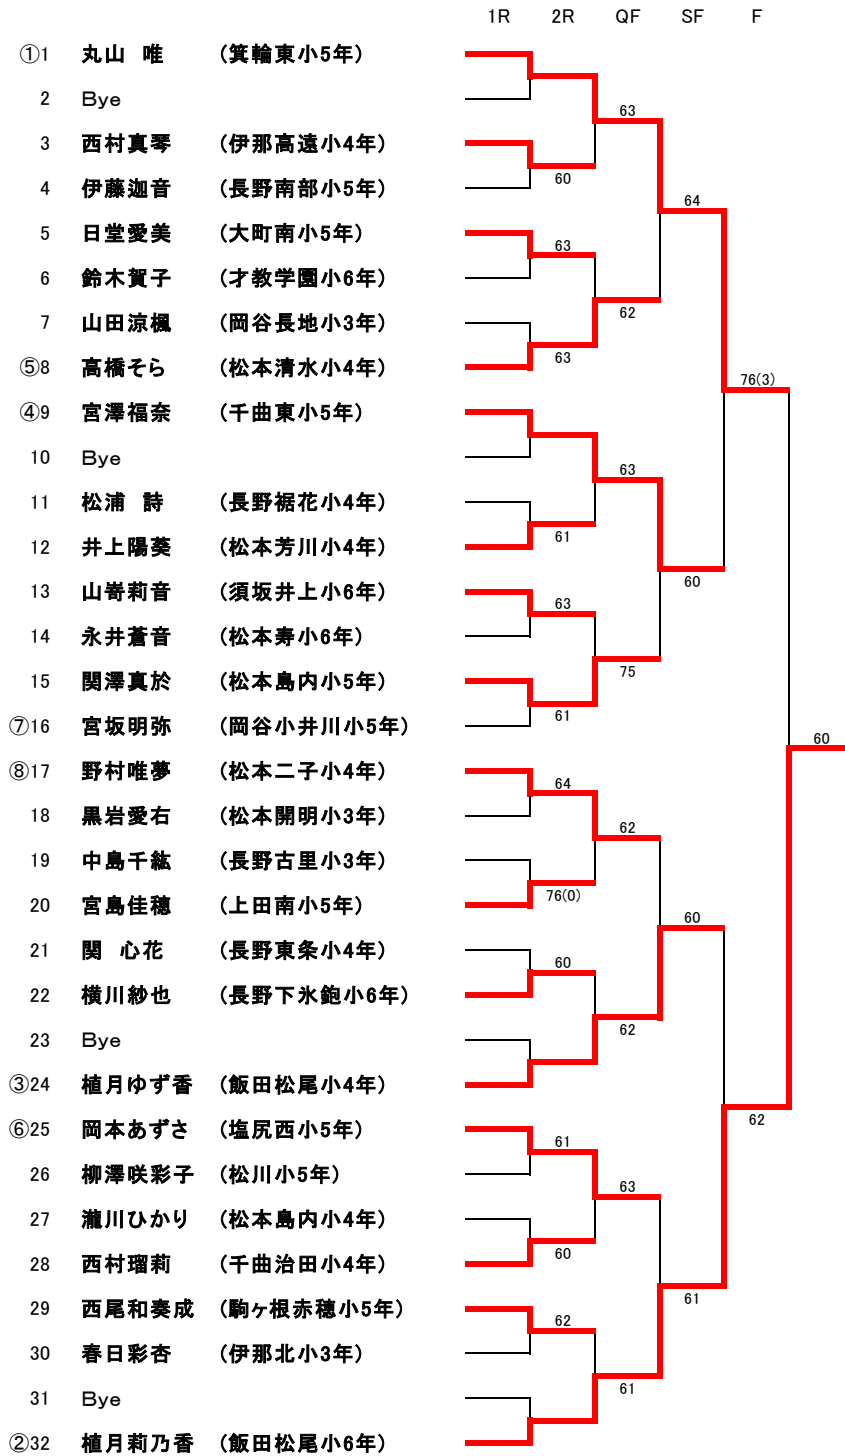 1R 2R QF SF F
①1 丸山 唯 (箕輪東小5年)
2 Bye
63
3 西村真琴 (伊那高遠小4年)
60
4 伊藤迦音 (長野南部小5年)
64
5 日堂愛美 (大町南小5年)
63
6 鈴木賀子 (才教学園小6年)
62
7 山田涼楓 (岡谷長地小3年)
63
⑤8 高橋そら (松本清水小4年)
76(3)
④9 宮澤福奈 (千曲東小5年)
10 Bye
63
11 松浦 詩 (長野裾花小4年)
61
12 井上陽葵 (松本芳川小4年)
60
13 山嵜莉音 (須坂井上小6年)
63
14 永井蒼音 (松本寿小6年)
75
15 関澤真於 (松本島内小5年)
61
⑦16 宮坂明弥 (岡谷小井川小5年)
60
⑧17 野村唯夢 (松本二子小4年)
64
18 黒岩愛右 (松本開明小3年)
62
19 中島千紘 (長野古里小3年)
76(0)
20 宮島佳穂 (上田南小5年)
60
21 関 心花 (長野東条小4年)
60
22 横川紗也 (長野下氷鉋小6年)
62
23 Bye
③24 植月ゆず香 (飯田松尾小4年)
62
⑥25 岡本あずさ (塩尻西小5年)
61
26 柳澤咲彩子 (松川小5年)
63
27 瀧川ひかり (松本島内小4年)
60
28 西村瑠莉 (千曲治田小4年)
61
29 西尾和奏成 (駒ヶ根赤穂小5年)
62
30 春日彩杏 (伊那北小3年)
61
31 Bye
②32 植月莉乃香 (飯田松尾小6年)